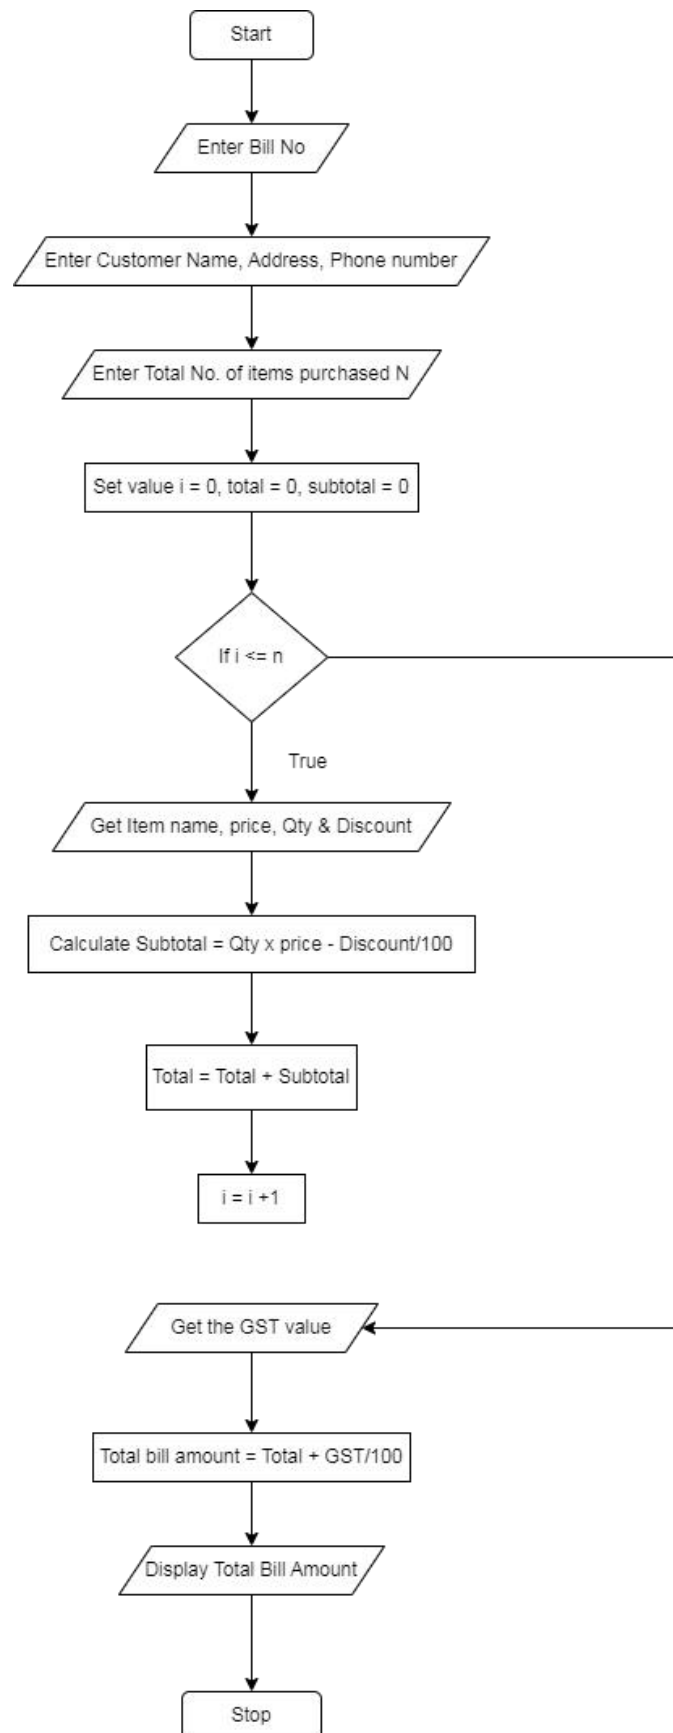 Start
Enter Bill No
Enter Customer Name, Address, Phone number
Enter Total No. of items purchased N
Set value i = 0, total = 0, subtotal = 0
If i <= n
True
Get Item name, price, Qty & Discount
Calculate Subtotal = Qty x price - Discount/100
Total = Total + Subtotal
i = i +1
Get the GST value
Total bill amount = Total + GST/100
Display Total Bill Amount
Stop